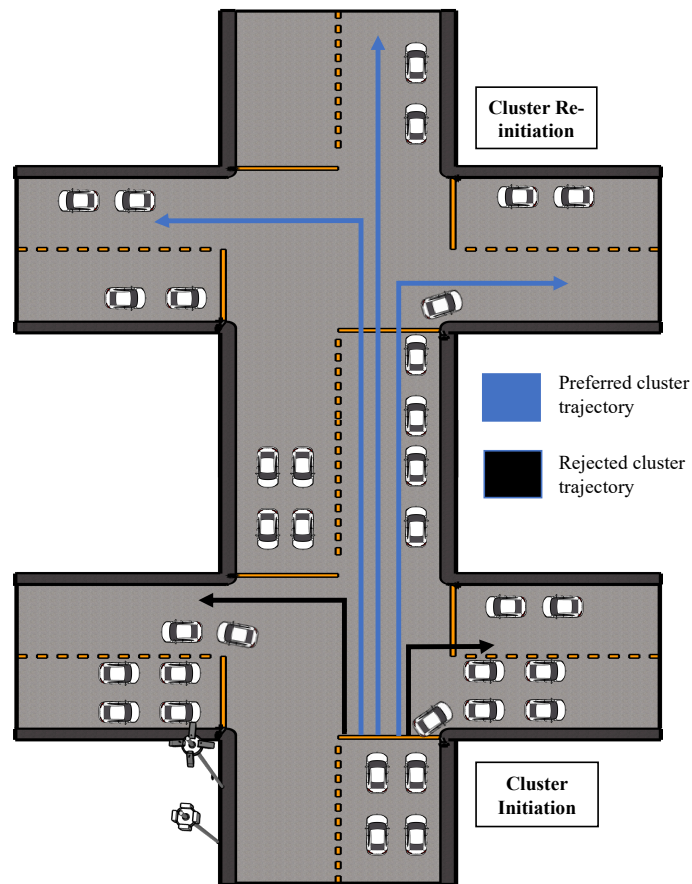 Cluster Re-
initiation
Preferred cluster
trajectory
Rejected cluster
trajectory
Cluster
Initiation